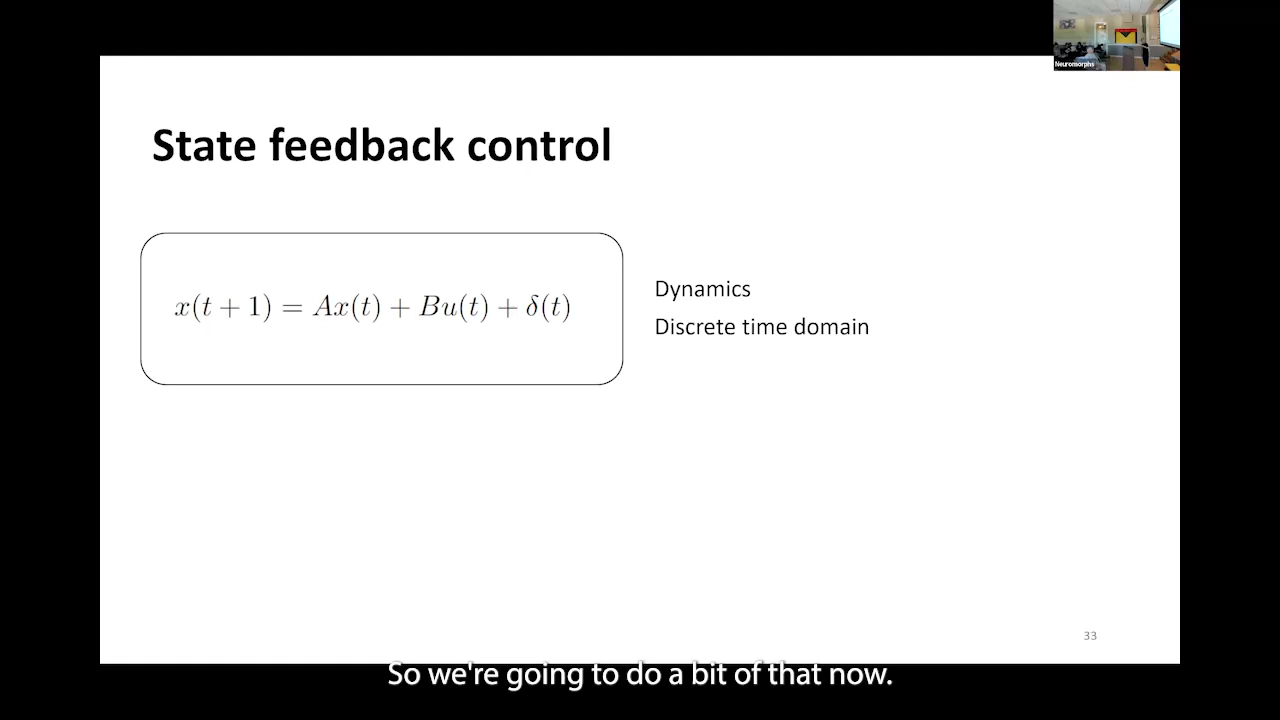 Neuromorphs
State feedback control
x(t + 1) = Ax(t) + Bu(t) + δ(t)
Dynamics
Discrete time domain
33
So we're going to do a bit of that now.